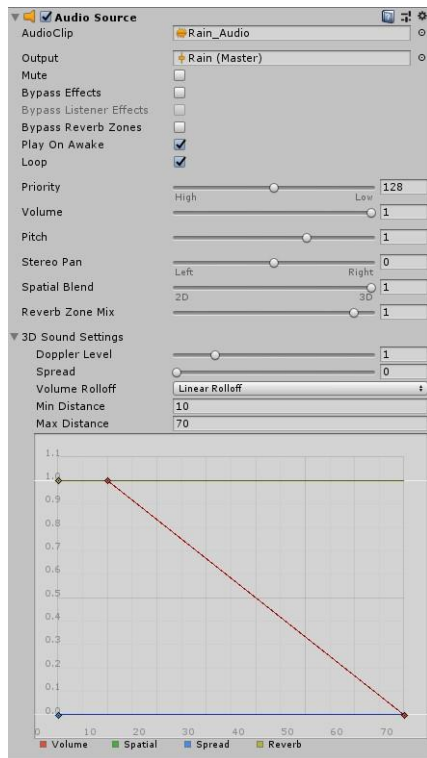 Audio Source
AudioClip Rain_Audio
Output Rain (Master)
Mute
Bypass Effects
Bypass Listener Effects
Bypass Reverb Zones
Play On Awake
Loop
Priority 128
High Low
Volume 1
Pitch 1
Stereo Pan 0
Left Right
Spatial Blend 1
2D 3D
Reverb Zone Mix 1
3D Sound Settings
Doppler Level 1
Spread 0
Volume Rolloff Linear Rolloff
Min Distance 10
Max Distance 70
1.1
1.0
0.9
0.8
0.7
0.6
0.5
0.4
0.3
0.2
0.1
0.0
0 10 20 30 40 50 60 70
Volume Spatial Spread Reverb